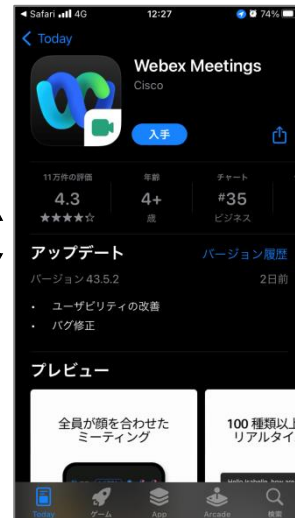 Safari 4G 12:27 74%
Today
Webex Meetings
Cisco
入手
11万件の評価 年齢 チャート
4.3 4+ #35
歳 ビジネス
アップデート バージョン履歴
バージョン 43.5.2 2日前
• ユーザビリティの改善
• バグ修正
プレビュー
全員が顔を合わせた
ミーティング
100 種類以上
リアルタイ
Today ゲーム App Arcade 検索